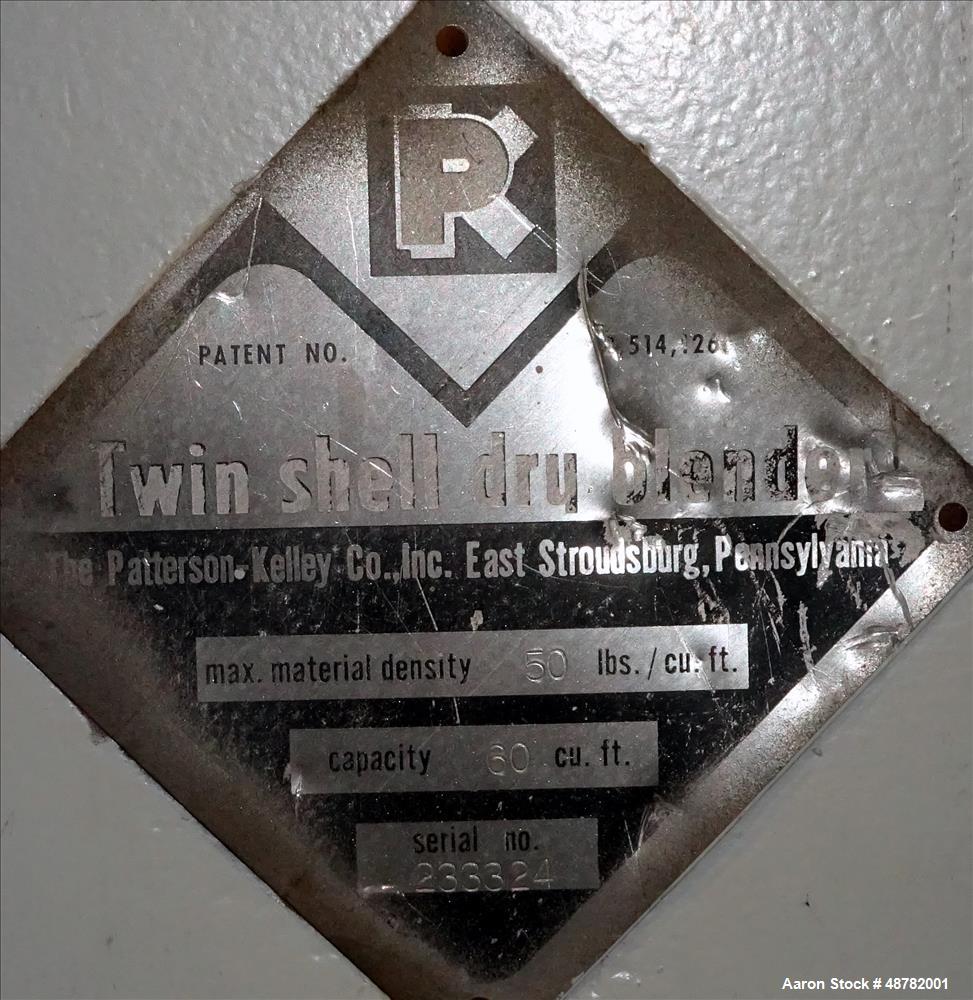 PK
PATENT NO. 514,126
Twin shell dry blender
The Patterson-Kelley Co., Inc. East Stroudsburg, Pennsylvania
max. material density 50 lbs./cu. ft.
capacity 60 cu. ft.
serial no.
233324
Aaron Stock # 48782001